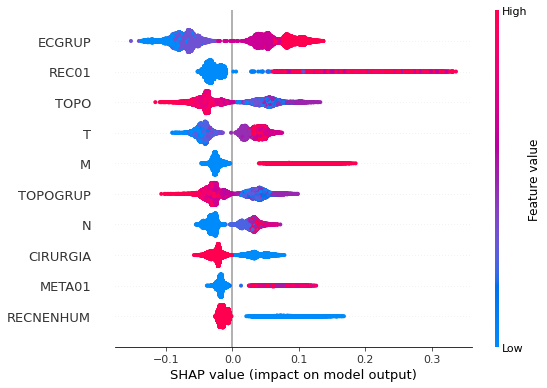 High
ECGRUP
REC01
TOPO
T
M
TOPOGRUP
N
CIRURGIA
META01
RECNENHUM
Low
Feature value
−0.1 0.0 0.1 0.2 0.3
SHAP value (impact on model output)